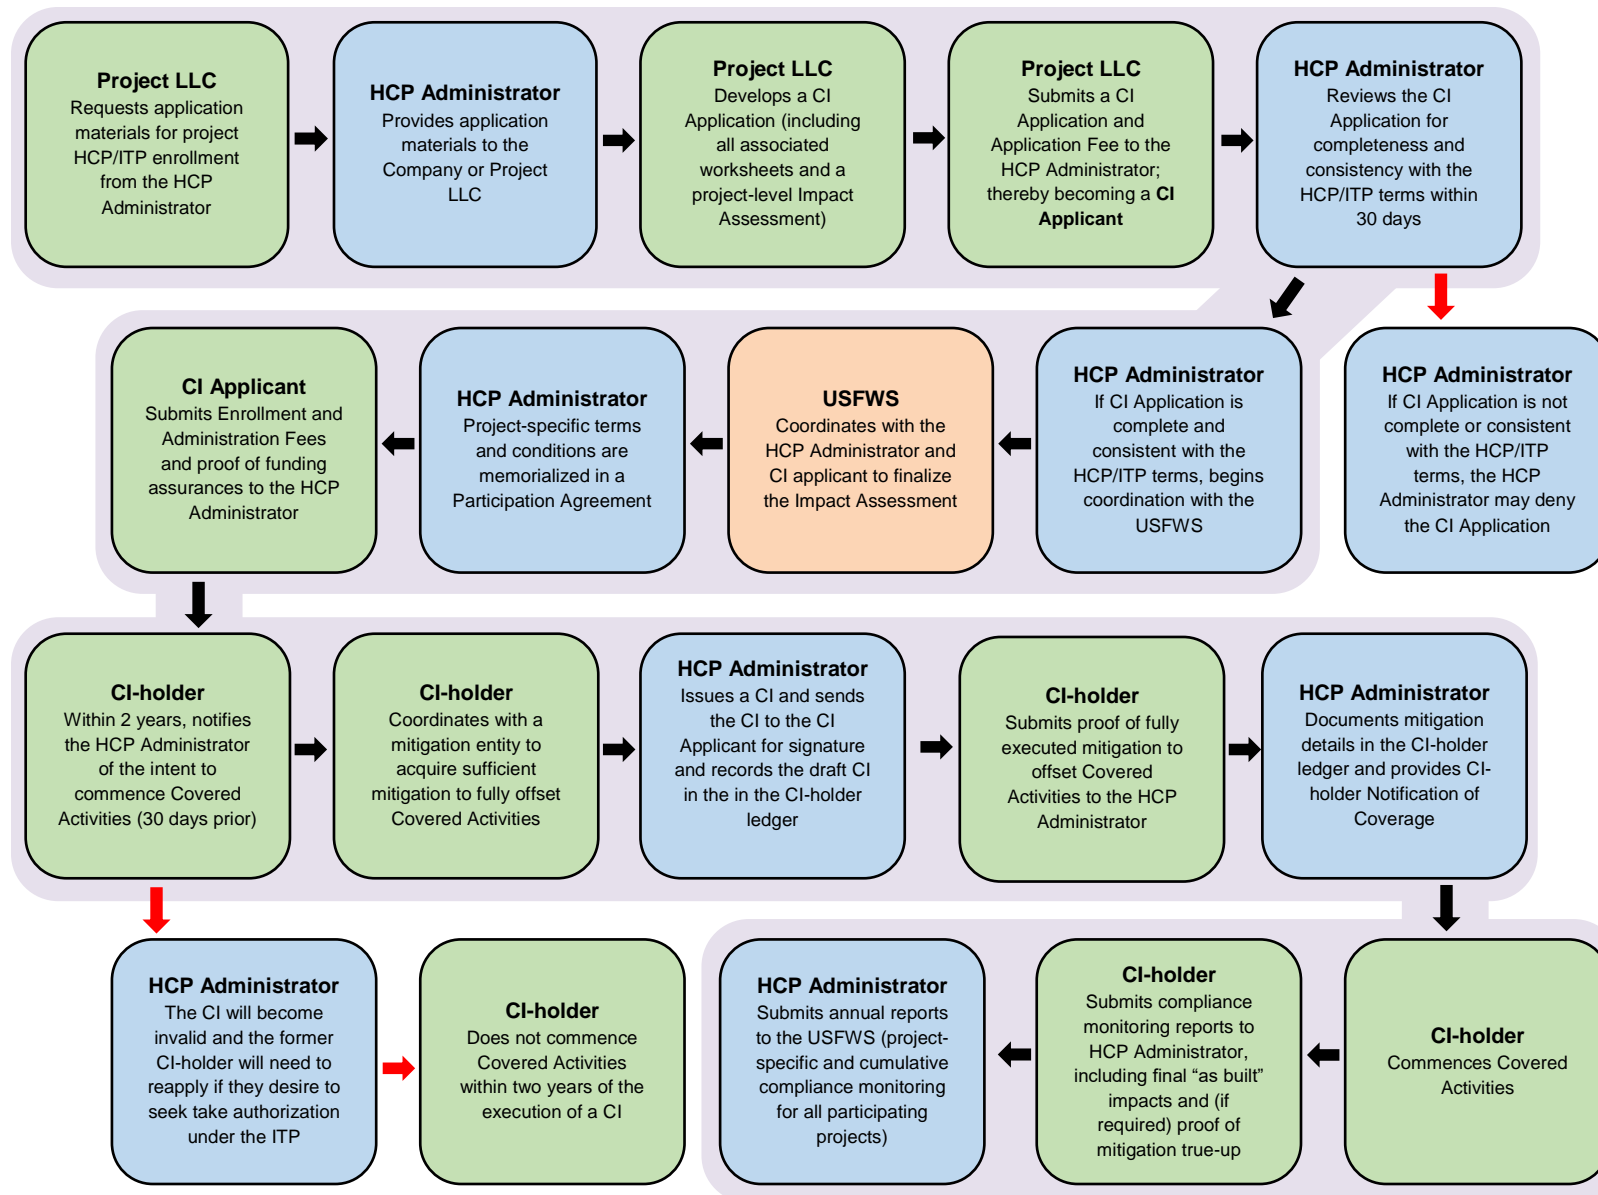 Project LLC
Requests application
materials for project
HCP/ITP enrollment
from the HCP
Administrator
HCP Administrator
Provides application
materials to the
Company or Project
LLC
Project LLC
Develops a CI
Application (including
all associated
worksheets and a
project-level Impact
Assessment)
Project LLC
Submits a CI
Application and
Application Fee to the
HCP Administrator;
thereby becoming a CI
Applicant
HCP Administrator
Reviews the CI
Application for
completeness and
consistency with the
HCP/ITP terms within
30 days
CI Applicant
Submits Enrollment and
Administration Fees
and proof of funding
assurances to the HCP
Administrator
HCP Administrator
Project-specific terms
and conditions are
memorialized in a
Participation Agreement
USFWS
Coordinates with the
HCP Administrator and
CI applicant to finalize
the Impact Assessment
HCP Administrator
If CI Application is
complete and
consistent with the
HCP/ITP terms, begins
coordination with the
USFWS
HCP Administrator
If CI Application is not
complete or consistent
with the HCP/ITP
terms, the HCP
Administrator may deny
the CI Application
CI-holder
Within 2 years, notifies
the HCP Administrator
of the intent to
commence Covered
Activities (30 days prior)
CI-holder
Coordinates with a
mitigation entity to
acquire sufficient
mitigation to fully offset
Covered Activities
HCP Administrator
Issues a CI and sends
the CI to the CI
Applicant for signature
and records the draft CI
in the in the CI-holder
ledger
CI-holder
Submits proof of fully
executed mitigation to
offset Covered
Activities to the HCP
Administrator
HCP Administrator
Documents mitigation
details in the CI-holder
ledger and provides CI-
holder Notification of
Coverage
HCP Administrator
The CI will become
invalid and the former
CI-holder will need to
reapply if they desire to
seek take authorization
under the ITP
CI-holder
Does not commence
Covered Activities
within two years of the
execution of a CI
HCP Administrator
Submits annual reports
to the USFWS (project-
specific and cumulative
compliance monitoring
for all participating
projects)
CI-holder
Submits compliance
monitoring reports to
HCP Administrator,
including final “as built”
impacts and (if
required) proof of
mitigation true-up
CI-holder
Commences Covered
Activities